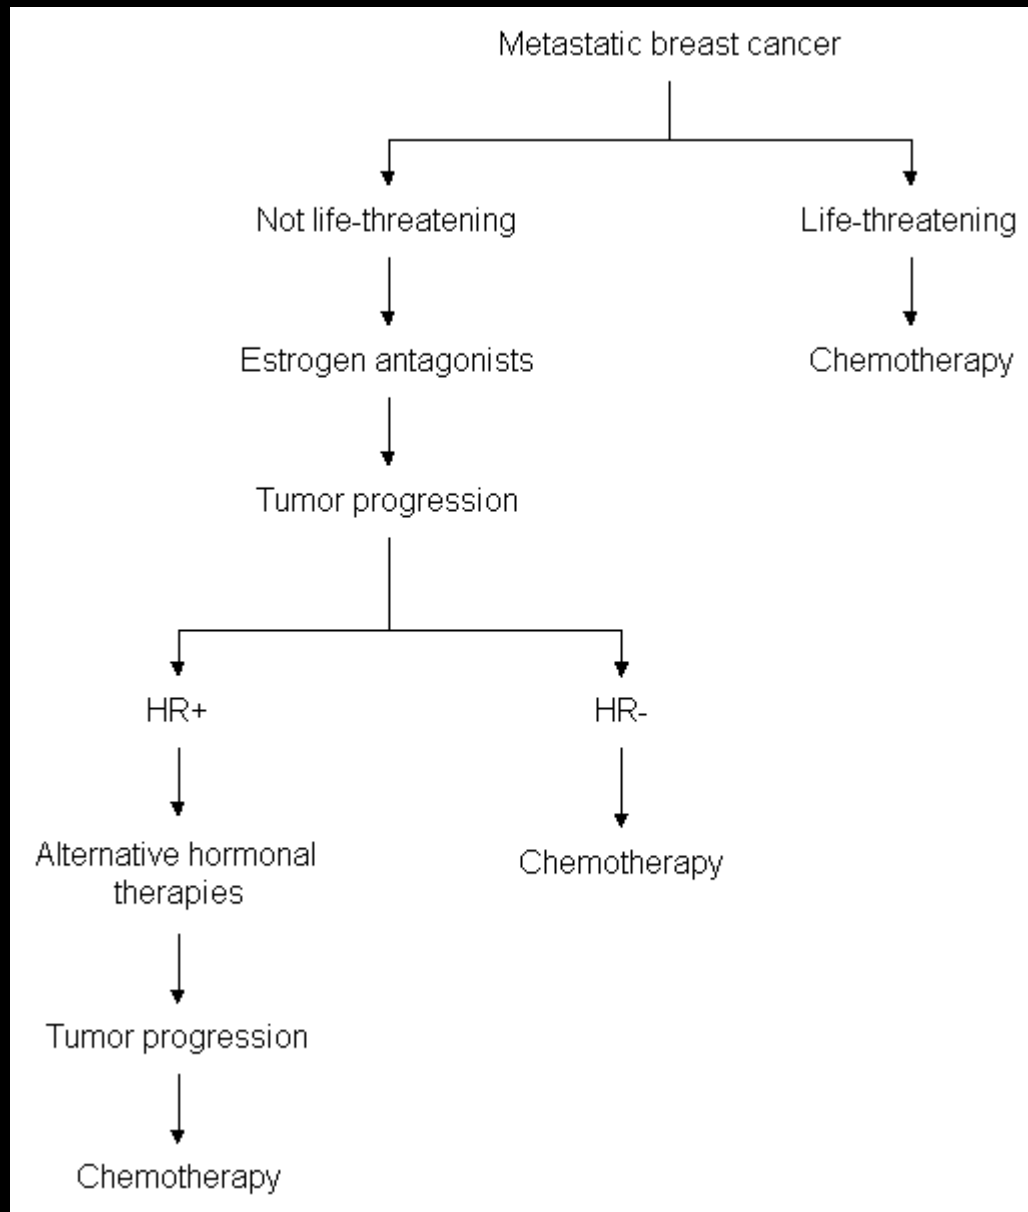 Metastatic breast cancer
Not life-threatening
Life-threatening
Estrogen antagonists
Chemotherapy
Tumor progression
HR+
HR-
Alternative hormonal
therapies
Chemotherapy
Tumor progression
Chemotherapy